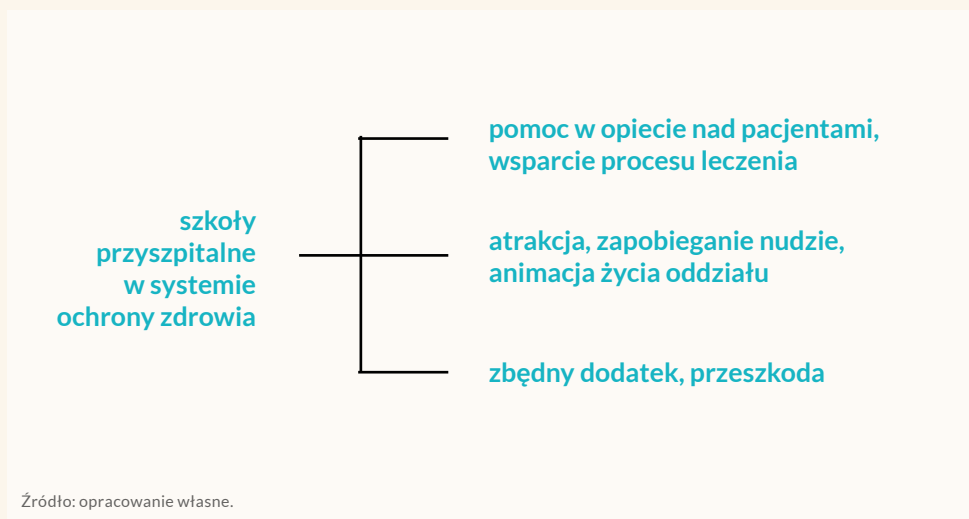 szkoły
przyszpitalne
w systemie
ochrony zdrowia
pomoc w opiecie nad pacjentami,
wsparcie procesu leczenia
atrakcja, zapobieganie nudzie,
animacja życia oddziału
zbędny dodatek, przeszkoda
Źródło: opracowanie własne.